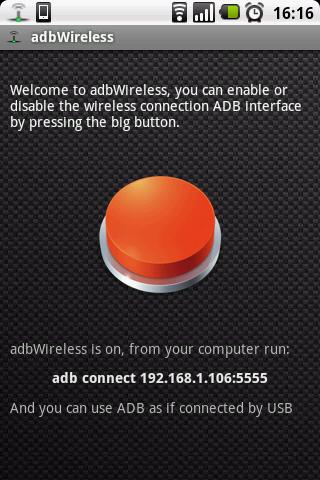 16:16
adbWireless
Welcome to adbWireless, you can enable or
disable the wireless connection ADB interface
by pressing the big button.
adbWireless is on, from your computer run:
adb connect 192.168.1.106:5555
And you can use ADB as if connected by USB